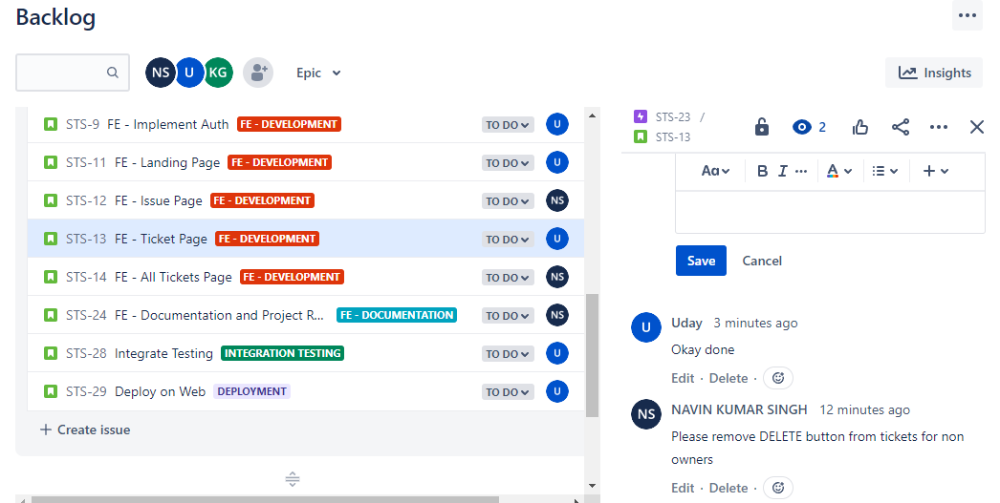 Backlog
NS U KG Epic Insights
STS-9 FE - Implement Auth FE - DEVELOPMENT TO DO U
STS-11 FE - Landing Page FE - DEVELOPMENT TO DO U
STS-12 FE - Issue Page FE - DEVELOPMENT TO DO NS
STS-13 FE - Ticket Page FE - DEVELOPMENT TO DO U
STS-14 FE - All Tickets Page FE - DEVELOPMENT TO DO NS
STS-24 FE - Documentation and Project R... FE - DOCUMENTATION TO DO NS
STS-28 Integrate Testing INTEGRATION TESTING TO DO U
STS-29 Deploy on Web DEPLOYMENT TO DO U
+ Create issue
STS-23 /
STS-13
2
Aa B I ... A +
Save Cancel
U Uday 3 minutes ago
Okay done
Edit · Delete ·
NS NAVIN KUMAR SINGH 12 minutes ago
Please remove DELETE button from tickets for non
owners
Edit · Delete ·